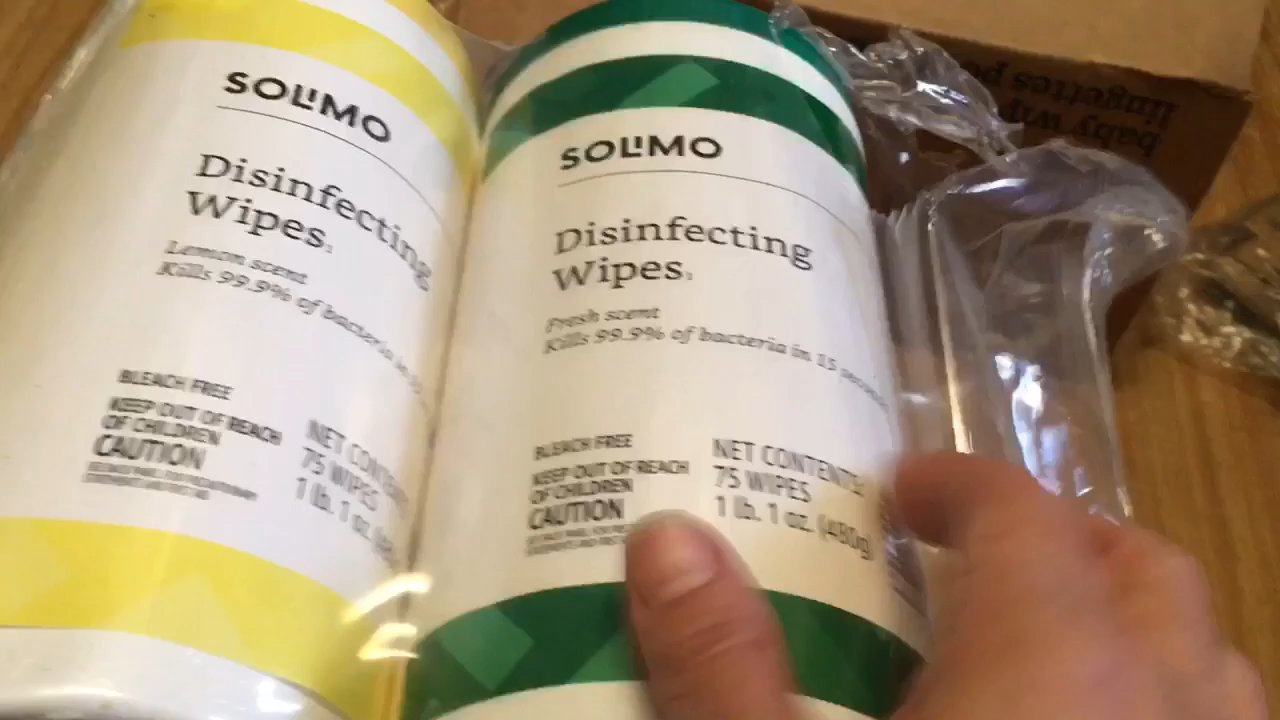 SOLIMO
Disinfecting
Wipes
Lemon scent
Kills 99.9% of bacteria in
BLEACH FREE
KEEP OUT OF REACH
OF CHILDREN
CAUTION
NET CONTENTS
75 WIPES
1 lb. 1 oz.
SOLIMO
Disinfecting
Wipes
Fresh scent
Kills 99.9% of bacteria in 15 seconds
BLEACH FREE
KEEP OUT OF REACH
OF CHILDREN
CAUTION
NET CONTENTS
75 WIPES
1 lb. 1 oz. (480g)
baby
lingettes